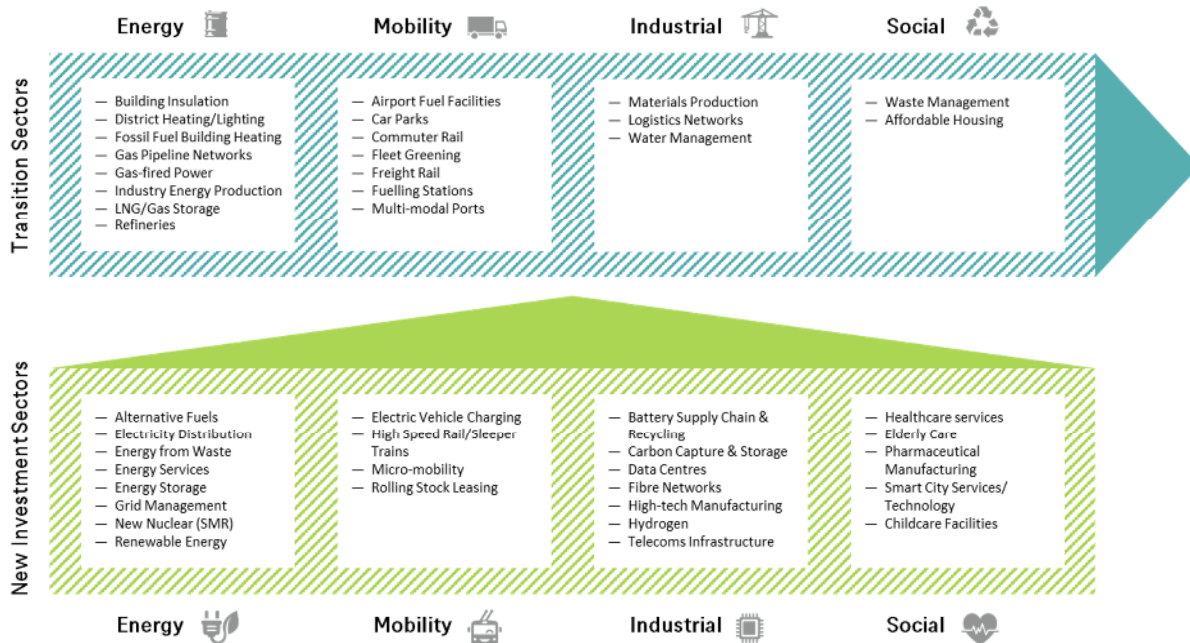 Energy
Mobility
Industrial
Social
Transition Sectors
— Building Insulation
— District Heating/Lighting
— Fossil Fuel Building Heating
— Gas Pipeline Networks
— Gas-fired Power
— Industry Energy Production
— LNG/Gas Storage
— Refineries
— Airport Fuel Facilities
— Car Parks
— Commuter Rail
— Fleet Greening
— Freight Rail
— Fuelling Stations
— Multi-modal Ports
— Materials Production
— Logistics Networks
— Water Management
— Waste Management
— Affordable Housing
New Investment Sectors
— Alternative Fuels
— Electricity Distribution
— Energy from Waste
— Energy Services
— Energy Storage
— Grid Management
— New Nuclear (SMR)
— Renewable Energy
— Electric Vehicle Charging
— High Speed Rail/Sleeper
Trains
— Micro-mobility
— Rolling Stock Leasing
— Battery Supply Chain &
Recycling
— Carbon Capture & Storage
— Data Centres
— Fibre Networks
— High-tech Manufacturing
— Hydrogen
— Telecoms Infrastructure
— Healthcare services
— Elderly Care
— Pharmaceutical
Manufacturing
— Smart City Services/
Technology
— Childcare Facilities
Energy
Mobility
Industrial
Social